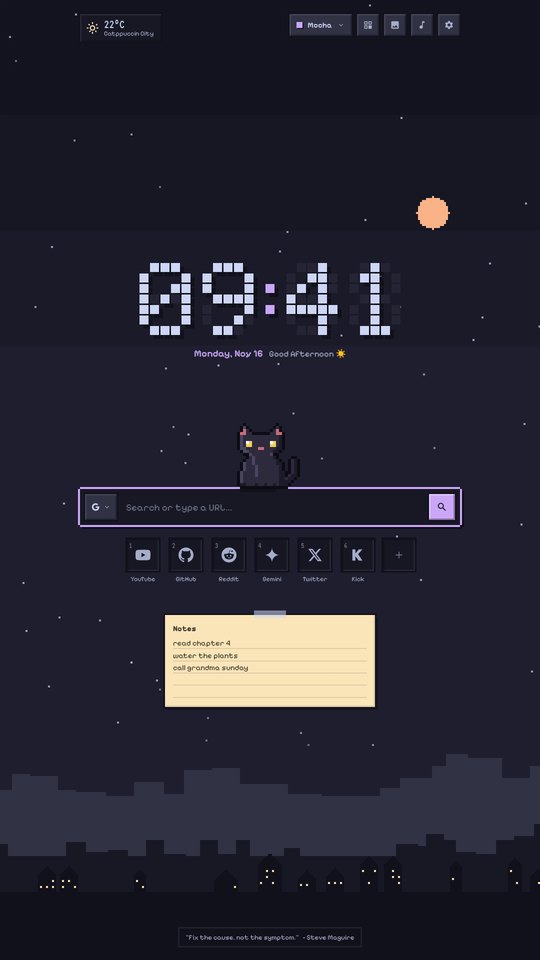 22°C
Catppuccin City
Mocha
09:41
Monday, Nov 16 Good Afternoon
G
Search or type a URL...
1 2 3 4 5 6
YouTube GitHub Reddit Gemini Twitter Kick
Notes
read chapter 4
water the plants
call grandma sunday
"Fix the cause, not the symptom." - Steve Maguire